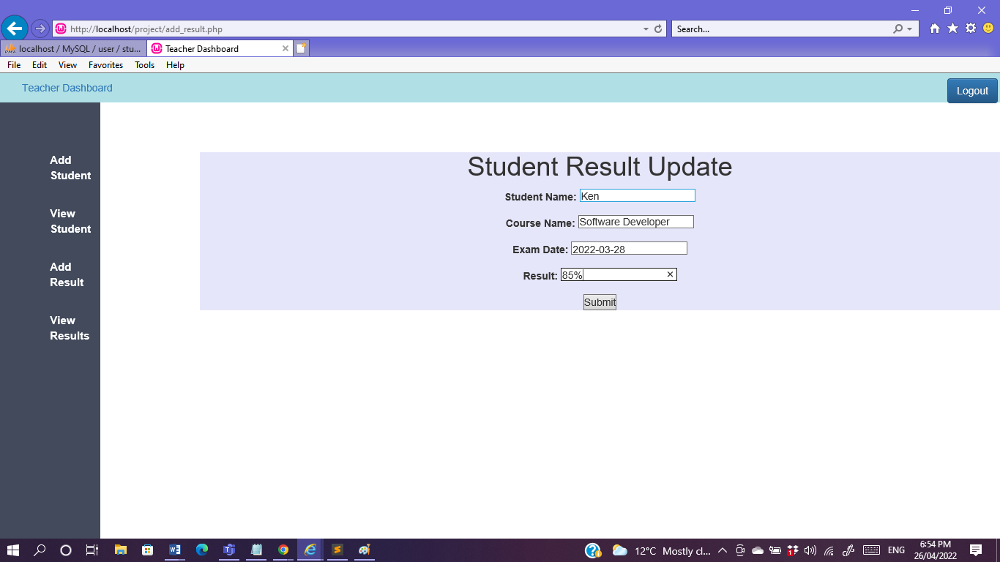 http://localhost/project/add_result.php
Search...
localhost / MySQL / user / stu...
Teacher Dashboard
File Edit View Favorites Tools Help
Teacher Dashboard
Logout
Add
Student
View
Student
Add
Result
View
Results
Student Result Update
Student Name: Ken
Course Name: Software Developer
Exam Date: 2022-03-28
Result: 85%
Submit
12°C Mostly cl...
ENG
6:54 PM
26/04/2022